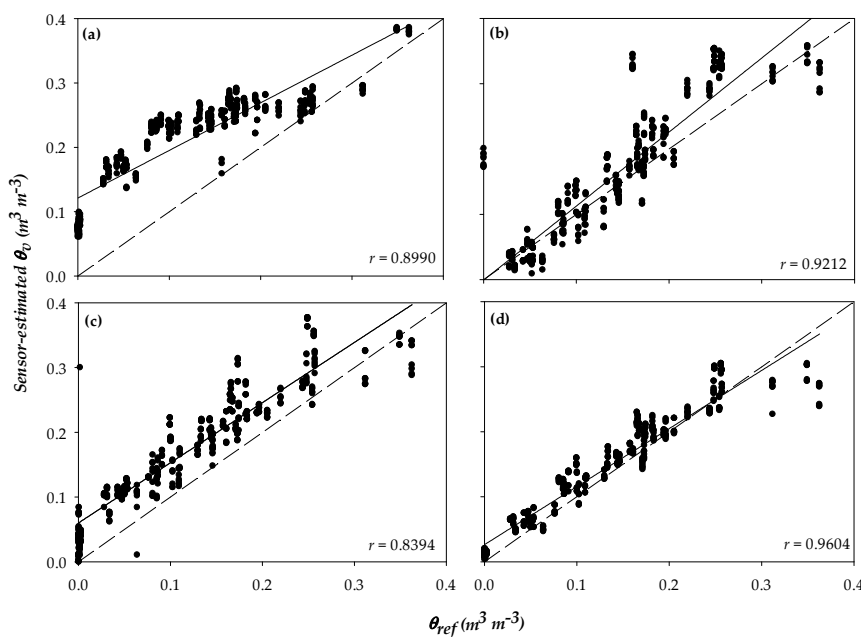 0.4
(a)
(b)
0.3
0.2
0.1
0.0
r = 0.8990
r = 0.9212
Sensor-estimated θv (m³ m⁻³)
0.4
(c)
(d)
0.3
0.2
0.1
0.0
r = 0.8394
r = 0.9604
0.0 0.1 0.2 0.3 0.4 0.0 0.1 0.2 0.3 0.4
θref (m³ m⁻³)